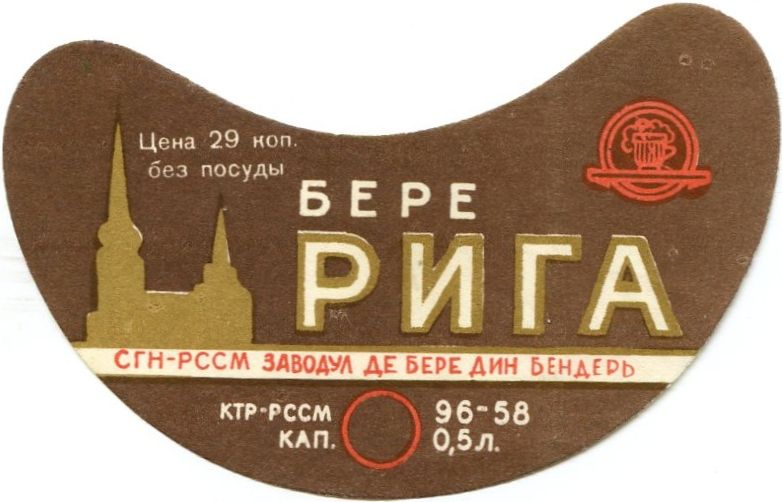 Цена 29 коп.
без посуды
БЕРЕ
РИГА
СГН-РССМ ЗАВОДУЛ ДЕ БЕРЕ ДИН БЕНДЕРЬ
КТР-РССМ 96-58
КАП. 0,5л.